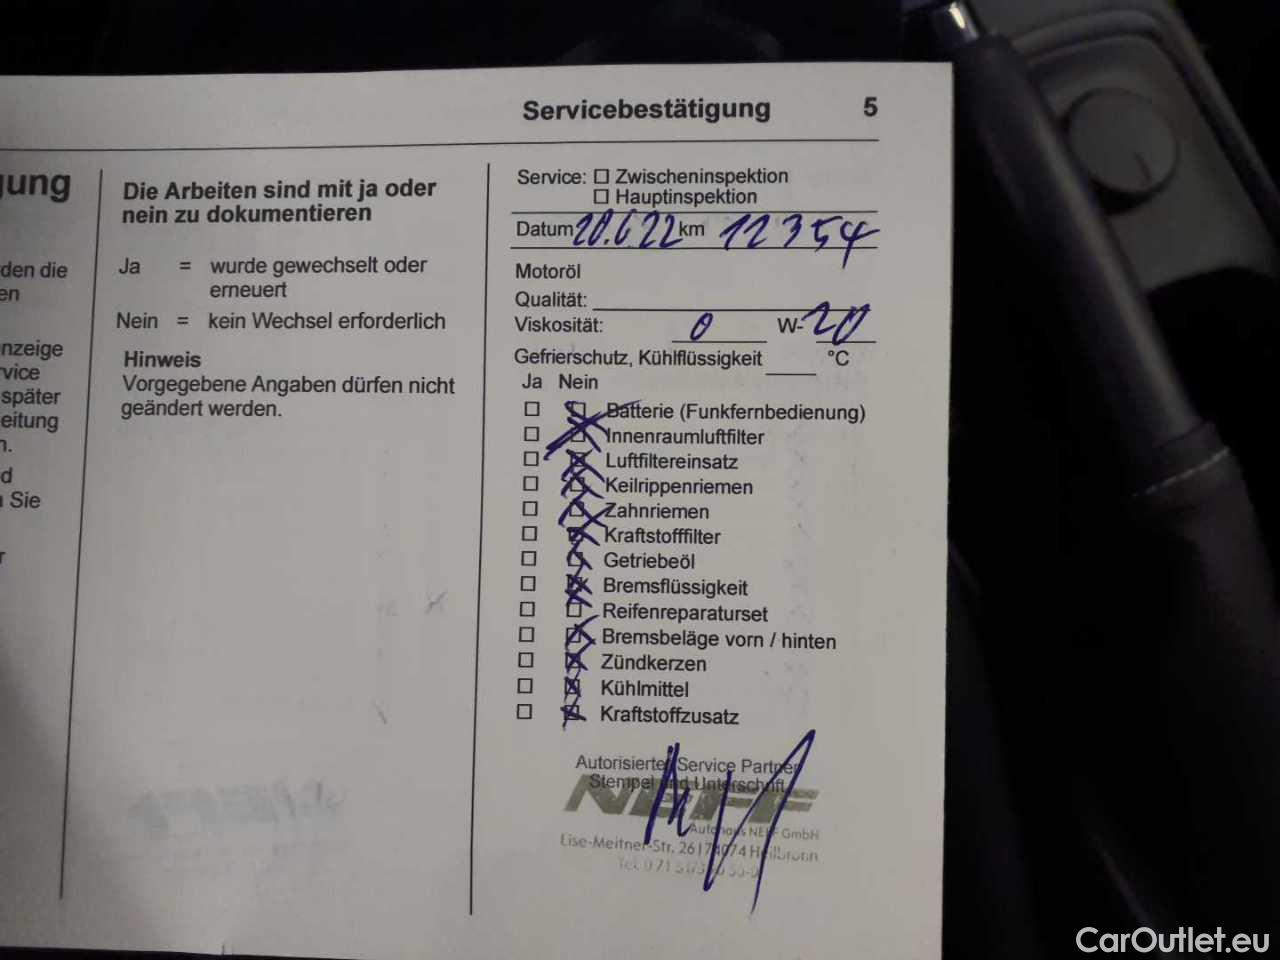 Servicebestätigung 5
gung
den die
en
nzeige
rvice
später
eitung
n.
d
n Sie
r
Die Arbeiten sind mit ja oder
nein zu dokumentieren
Ja = wurde gewechselt oder
erneuert
Nein = kein Wechsel erforderlich
Hinweis
Vorgegebene Angaben dürfen nicht
geändert werden.
Service: ☐ Zwischeninspektion
☐ Hauptinspektion
Datum 20.6.22 km 12354
Motoröl
Qualität:
Viskosität: 0 W-20
Gefrierschutz, Kühlflüssigkeit °C
Ja Nein
Batterie (Funkfernbedienung)
Innenraumluftfilter
Luftfiltereinsatz
Keilrippenriemen
Zahnriemen
Kraftstofffilter
Getriebeöl
Bremsflüssigkeit
Reifenreparaturset
Bremsbeläge vorn / hinten
Zündkerzen
Kühlmittel
Kraftstoffzusatz
Autorisierter Service Partner
Stempel und Unterschrift
NEFF
Autohaus NEFF GmbH
Lise-Meitner-Str. 26 | 74074 Heilbronn
Tel.
CarOutlet.eu